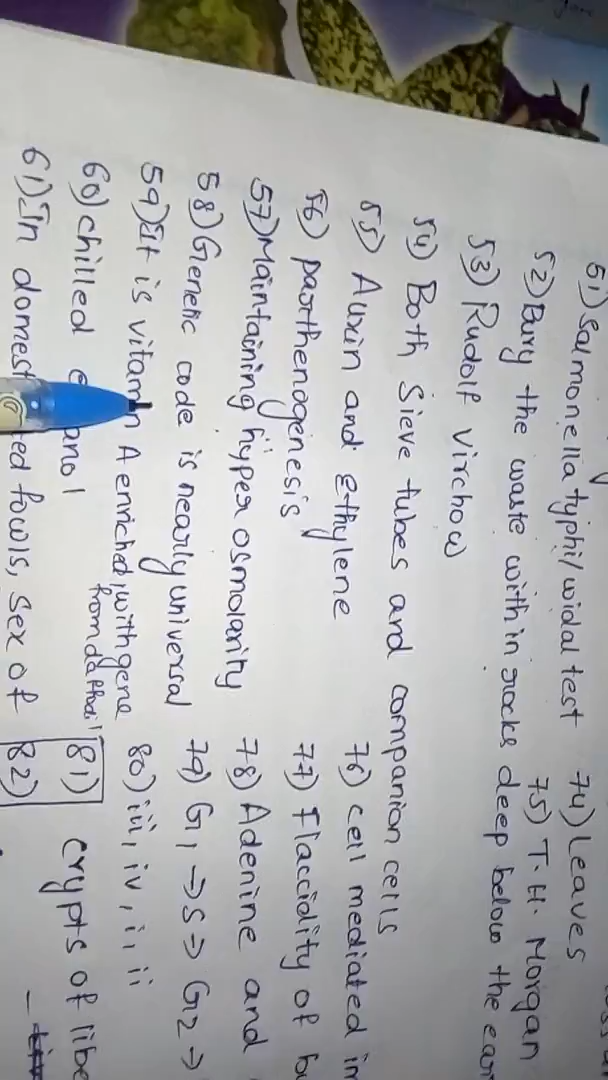 51) Salmonella typhi/widal test
52) Bury the waste within rocks deep below the ear
53) Rudolf virchow
54) Both Sieve tubes and companion cells
55) Auxin and Ethylene
56) parthenogenesis
57) Maintaining hyper osmolarity
58) Genetic code is nearly universal
59) It is vitamin A enriched, with gene
from daffodil
60) chilled anol
61) In domest ted fowls, sex of
74) Leaves
75) T.H. Morgan
76) cell mediated im
77) Flaccidity of
78) Adenine and
79) G1 → S → G2 →
80) iii, iv, i, ii
81) crypts of libe
82)